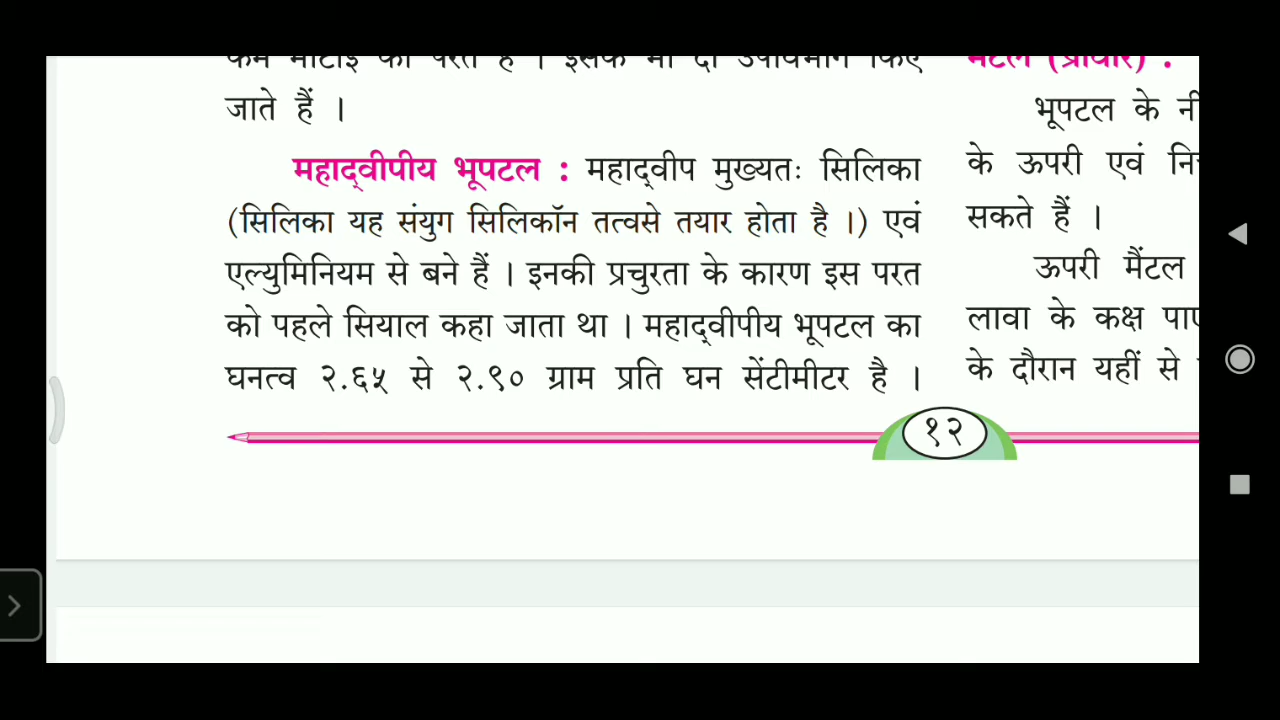 जाते हैं ।
महाद्वीपीय भूपटल : महाद्वीप मुख्यतः सिलिका
(सिलिका यह संयुग सिलिकॉन तत्वसे तयार होता है ।) एवं
एल्युमिनियम से बने हैं । इनकी प्रचुरता के कारण इस परत
को पहले सियाल कहा जाता था । महाद्वीपीय भूपटल का
घनत्व २.६५ से २.९० ग्राम प्रति घन सेंटीमीटर है ।
मैंटल (प्रावार) :
भूपटल के
के ऊपरी एवं
सकते हैं ।
ऊपरी मैंटल
लावा के कक्ष
के दौरान यहीं से
१२